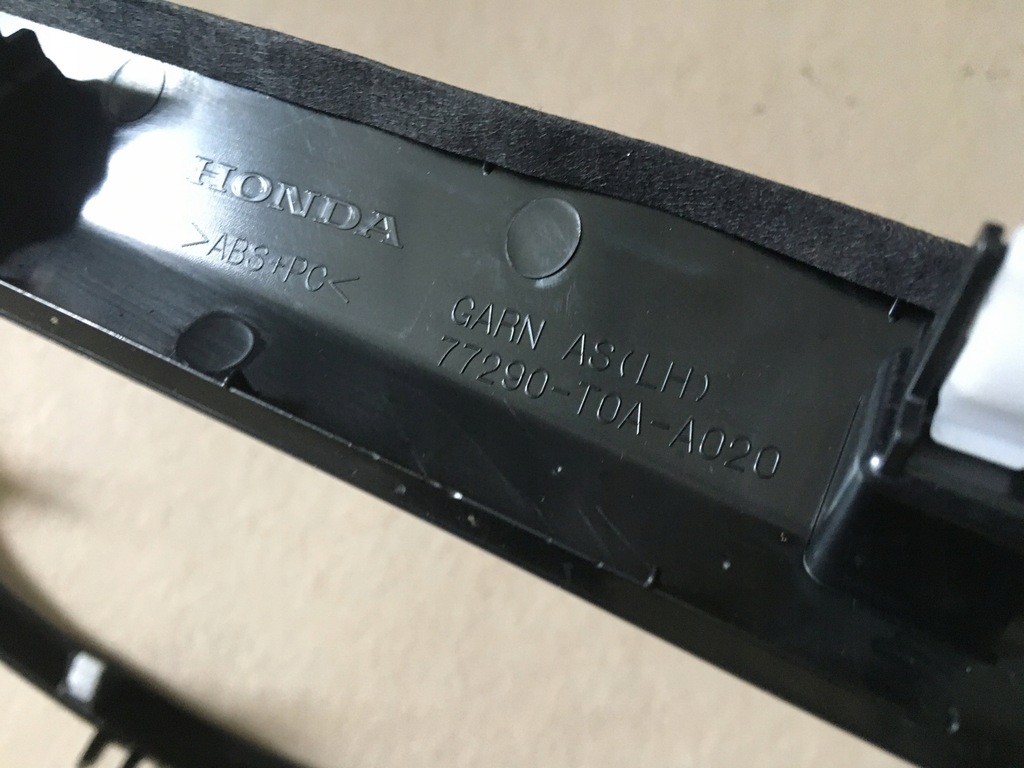 HONDA
>ABS+PC<
GARN AS(LH)
77290-T0A-A020